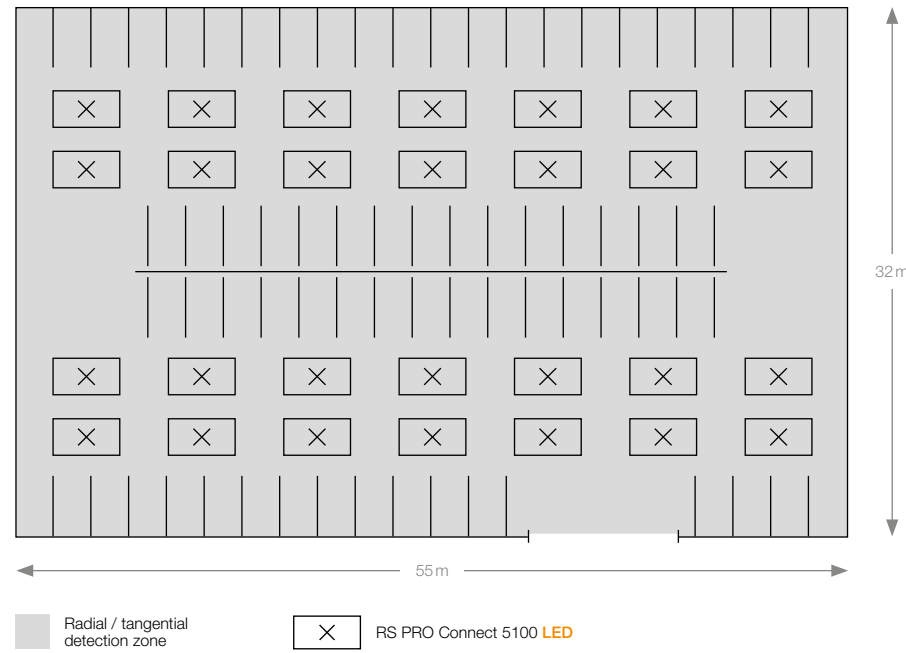 32 m
55 m
Radial / tangential
detection zone
RS PRO Connect 5100 LED